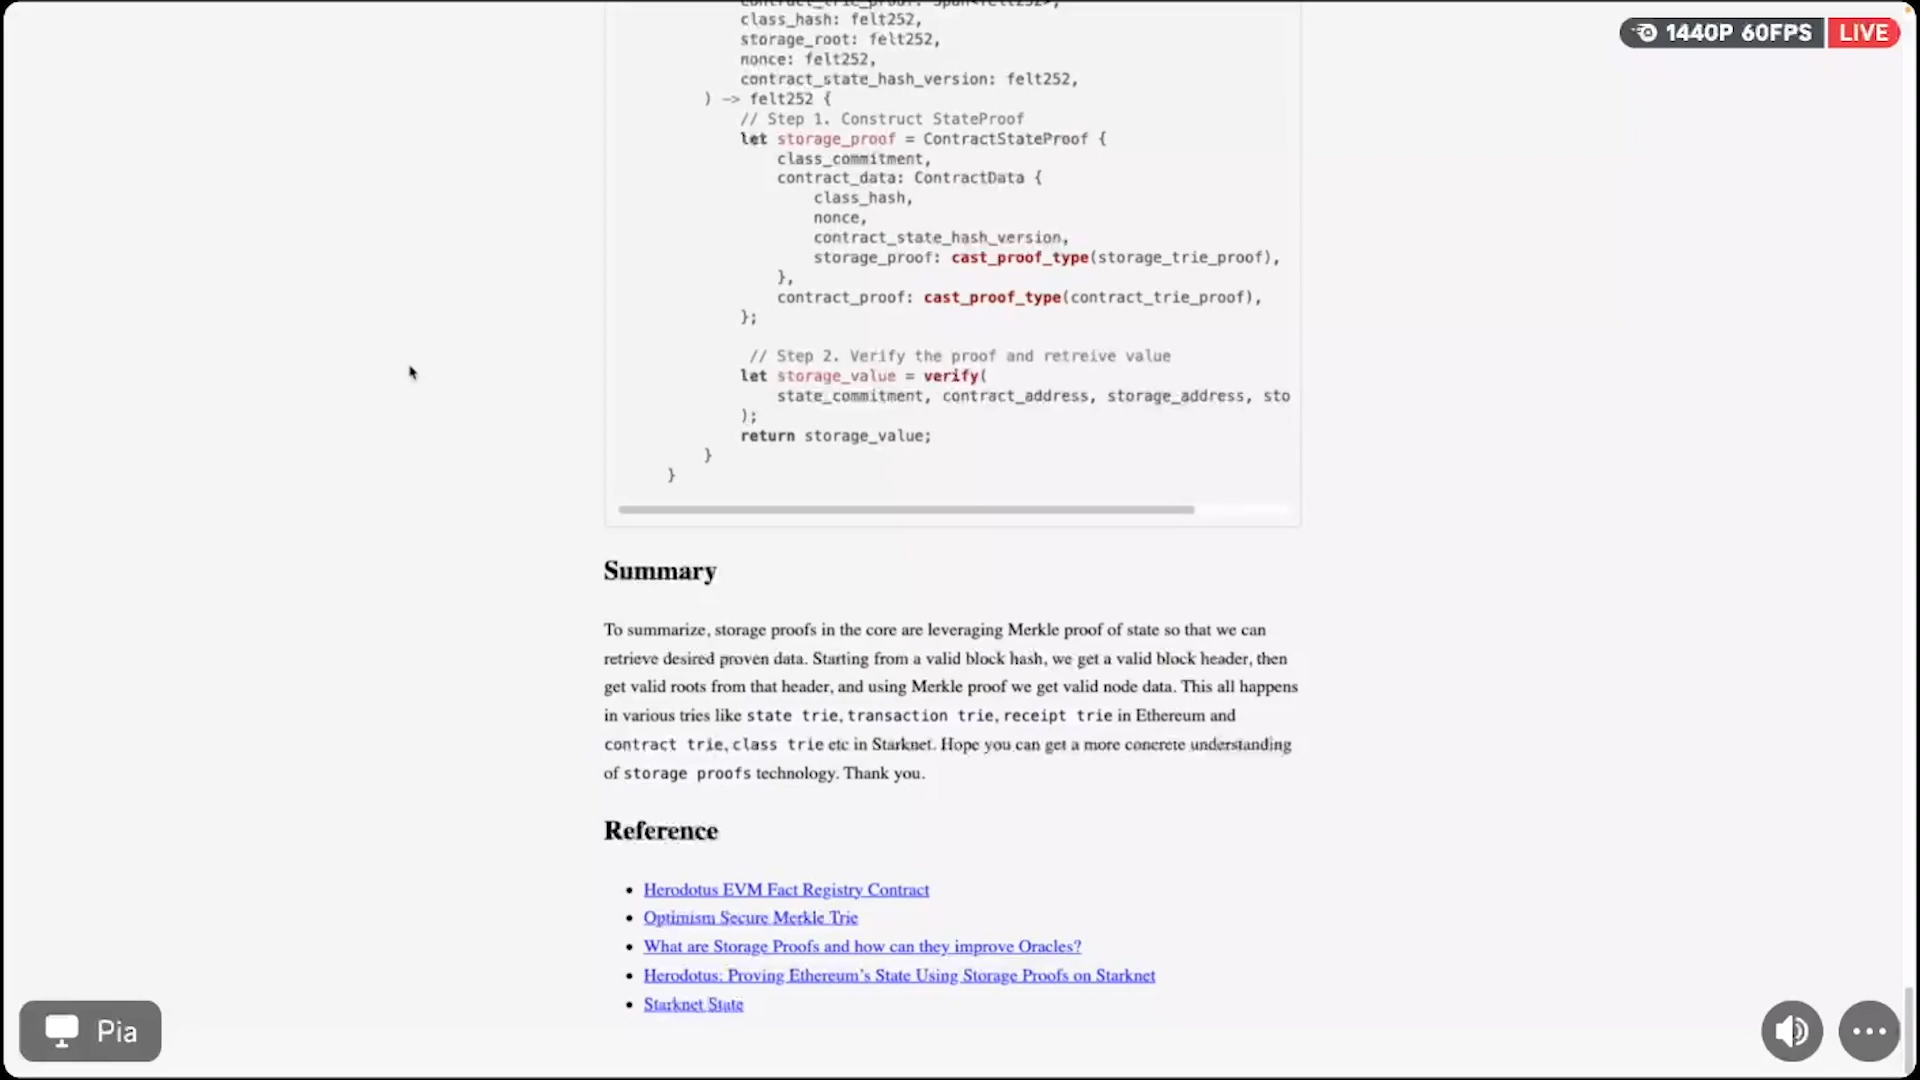 contract_trie_proof: Span<felt252>,
class_hash: felt252,
storage_root: felt252,
nonce: felt252,
contract_state_hash_version: felt252,
) -> felt252 {
// Step 1. Construct StateProof
let storage_proof = ContractStateProof {
class_commitment,
contract_data: ContractData {
class_hash,
nonce,
contract_state_hash_version,
storage_proof: cast_proof_type(storage_trie_proof),
},
contract_proof: cast_proof_type(contract_trie_proof),
};
// Step 2. Verify the proof and retreive value
let storage_value = verify(
state_commitment, contract_address, storage_address, sto
);
return storage_value;
}
}
Summary
To summarize, storage proofs in the core are leveraging Merkle proof of state so that we can
retrieve desired proven data. Starting from a valid block hash, we get a valid block header, then
get valid roots from that header, and using Merkle proof we get valid node data. This all happens
in various tries like state trie, transaction trie, receipt trie in Ethereum and
contract trie, class trie etc in Starknet. Hope you can get a more concrete understanding
of storage proofs technology. Thank you.
Reference
• Herodotus EVM Fact Registry Contract
• Optimism Secure Merkle Trie
• What are Storage Proofs and how can they improve Oracles?
• Herodotus: Proving Ethereum's State Using Storage Proofs on Starknet
• Starknet State
1440P 60FPS LIVE
Pia